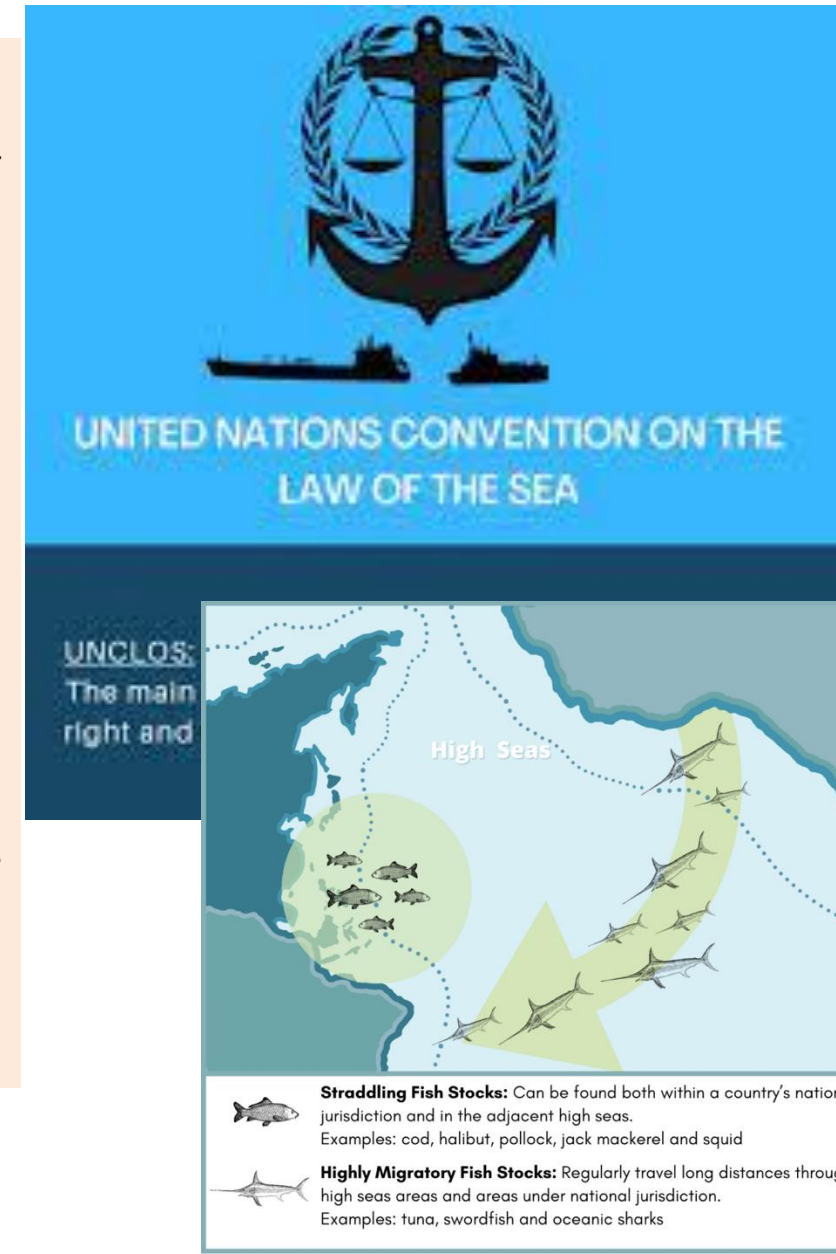 UNITED NATIONS CONVENTION ON THE
LAW OF THE SEA
UNCLOS:
The main
right and
High Seas
Straddling Fish Stocks: Can be found both within a country's nation
jurisdiction and in the adjacent high seas.
Examples: cod, halibut, pollock, jack mackerel and squid
Highly Migratory Fish Stocks: Regularly travel long distances throug
high seas areas and areas under national jurisdiction.
Examples: tuna, swordfish and oceanic sharks